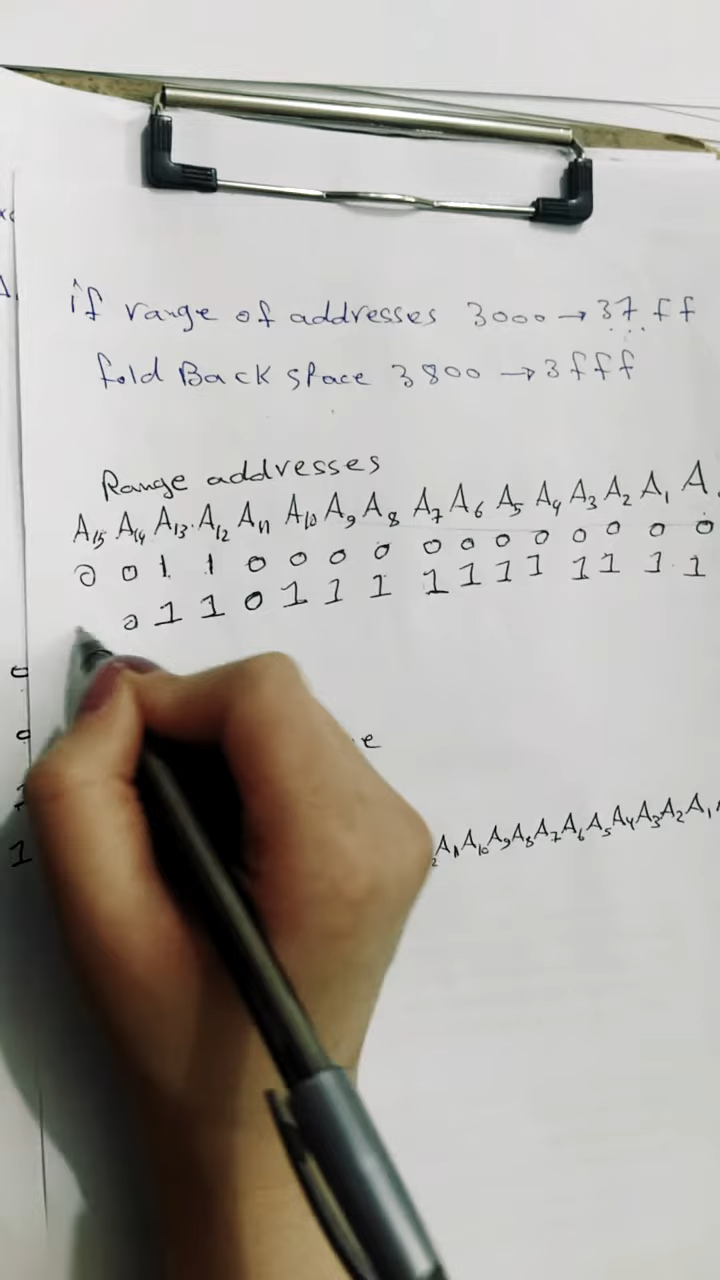 if range of addresses 3000 → 37ff
fold Back space 3800 → 3fff
Range addresses
A15 A14 A13 A12 A11 A10 A9 A8 A7 A6 A5 A4 A3 A2 A1 A
0 0 1 1 0 0 0 0 0 0 0 0 0 0 0 0
0 1 1 0 1 1 1 1 1 1 1 1 1 1 1
e
2 A11 A10 A9 A8 A7 A6 A5 A4 A3 A2 A1
1